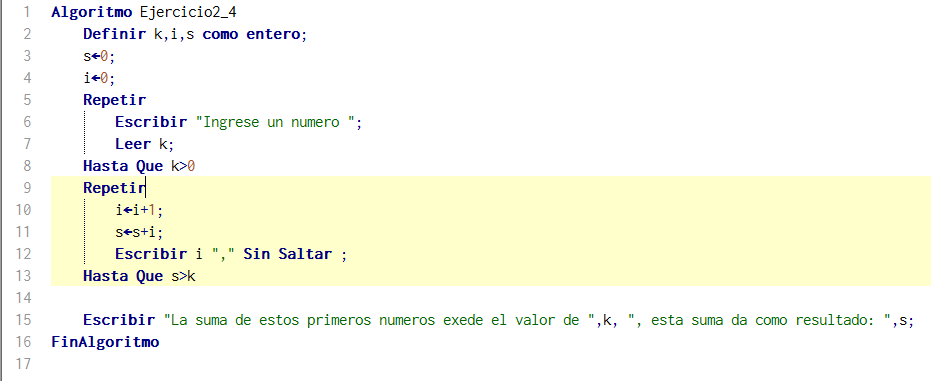 1 Algoritmo Ejercicio2_4
2 Definir k,i,s como entero;
3 s←0;
4 i←0;
5 Repetir
6 Escribir "Ingrese un numero ";
7 Leer k;
8 Hasta Que k>0
9 Repetir
10 i←i+1;
11 s←s+i;
12 Escribir i "," Sin Saltar ;
13 Hasta Que s>k
14
15 Escribir "La suma de estos primeros numeros exede el valor de ",k, ", esta suma da como resultado: ",s;
16 FinAlgoritmo
17